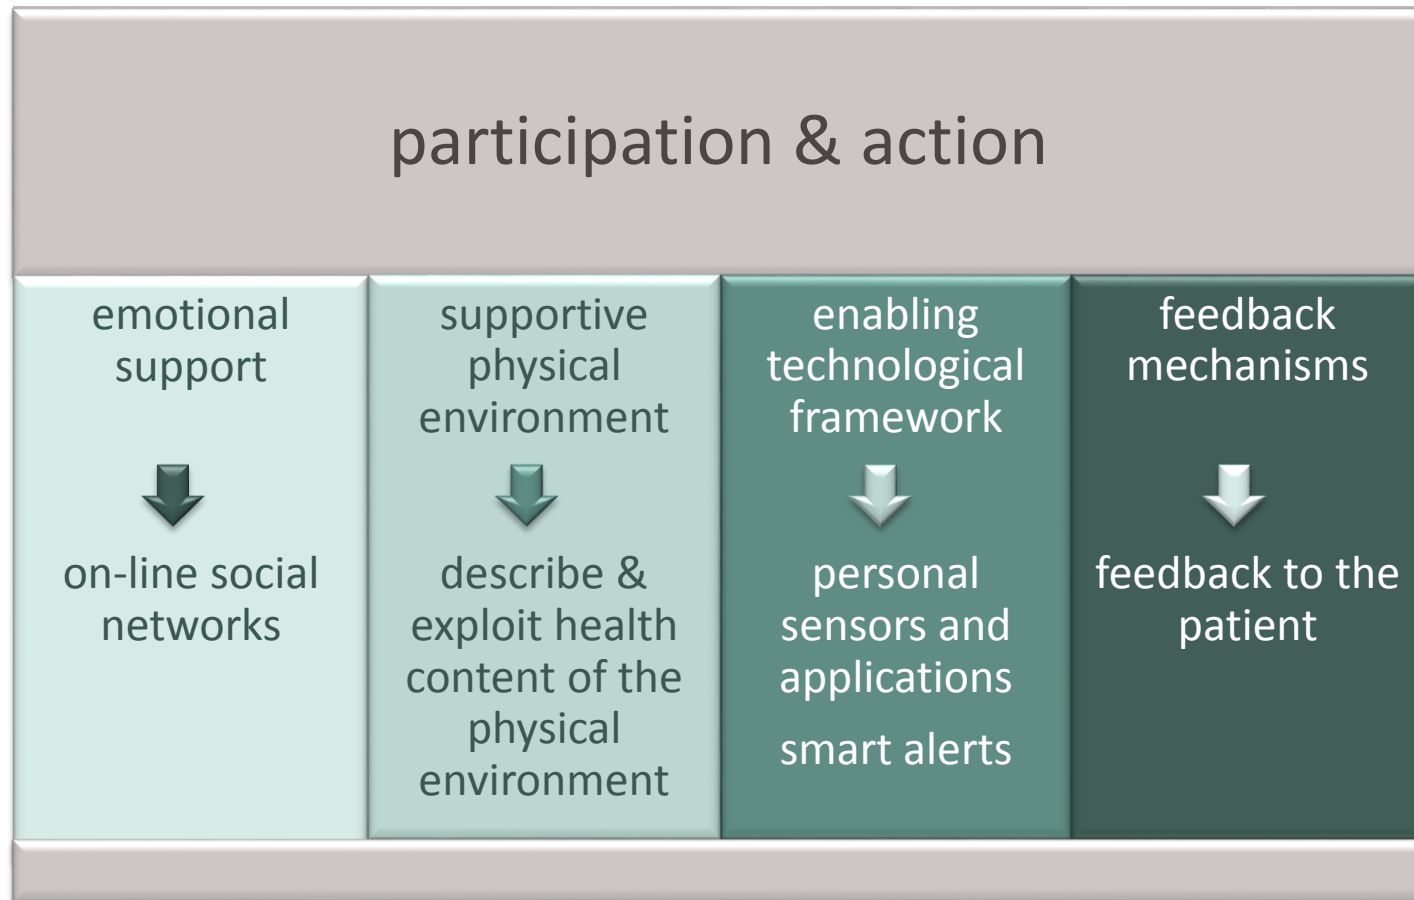 participation & action
emotional
support
on-line social
networks
supportive
physical
environment
describe &
exploit health
content of the
physical
environment
enabling
technological
framework
personal
sensors and
applications
smart alerts
feedback
mechanisms
feedback to the
patient